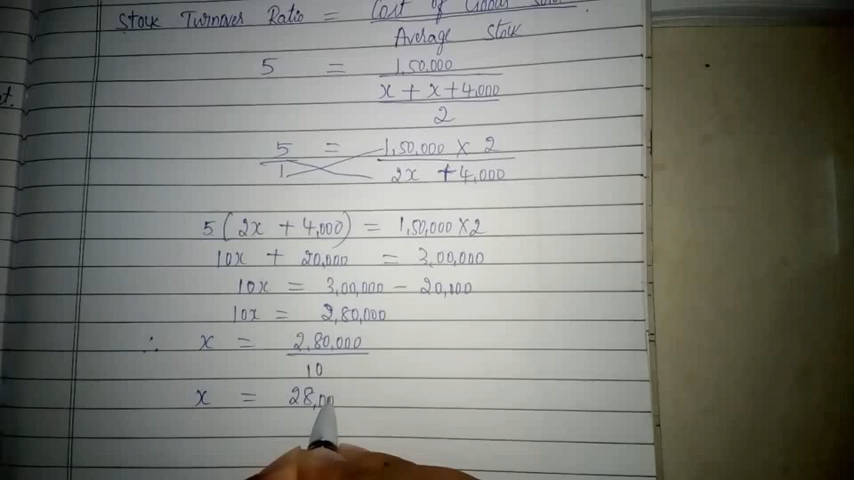 Stock Turnover Ratio = Cost of Goods
Average Stock
5 = 1,50,000
x + x + 4,000
2
5 = 1,50,000 x 2
1 2x + 4,000
5 ( 2x + 4,000) = 1,50,000 x 2
10x + 20,000 = 3,00,000
10x = 3,00,000 - 20,000
10x = 2,80,000
∴ x = 2,80,000
10
x = 28,00